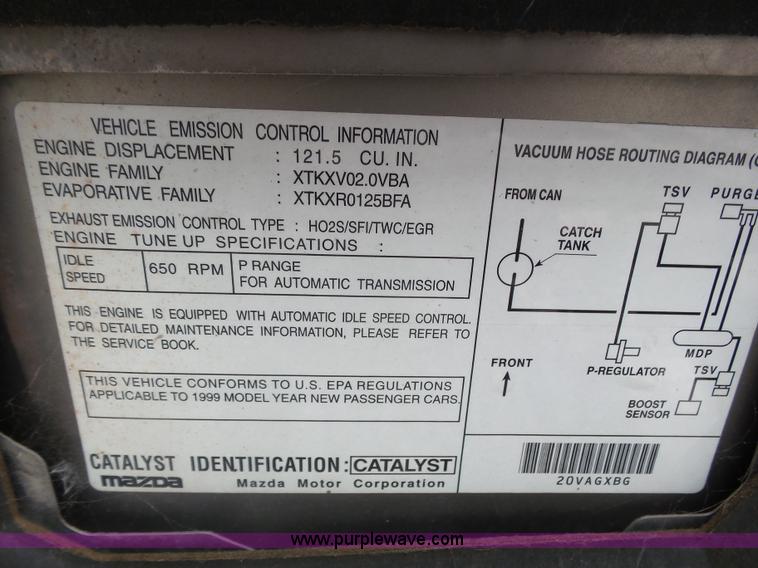 VEHICLE EMISSION CONTROL INFORMATION
ENGINE DISPLACEMENT : 121.5 CU. IN.
ENGINE FAMILY : XTKXV02.0VBA
EVAPORATIVE FAMILY : XTKXR0125BFA
EXHAUST EMISSION CONTROL TYPE : HO2S/SFI/TWC/EGR
ENGINE TUNE UP SPECIFICATIONS :
IDLE SPEED 650 RPM P RANGE
FOR AUTOMATIC TRANSMISSION
THIS ENGINE IS EQUIPPED WITH AUTOMATIC IDLE SPEED CONTROL.
FOR DETAILED MAINTENANCE INFORMATION, PLEASE REFER TO
THE SERVICE BOOK.
THIS VEHICLE CONFORMS TO U.S. EPA REGULATIONS
APPLICABLE TO 1999 MODEL YEAR NEW PASSENGER CARS.
CATALYST IDENTIFICATION : CATALYST
mazda Mazda Motor Corporation
VACUUM HOSE ROUTING DIAGRAM (
FROM CAN
TSV
PURGE
CATCH
TANK
FRONT
P-REGULATOR
MDP
TSV
BOOST
SENSOR
20VAGXBG
www.purplewave.com